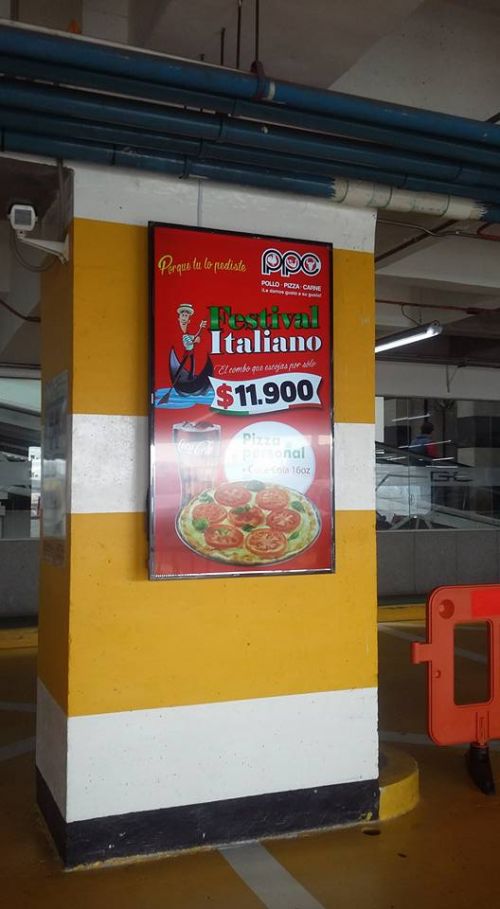 Porque tu lo pediste
PPC
POLLO · PIZZA · CARNE
¡Le damos gusto a su gusto!
Festival
Italiano
El combo que escojas por sólo
$11.900
Pizza
personal
+ Coca-Cola 16oz
Coca-Cola